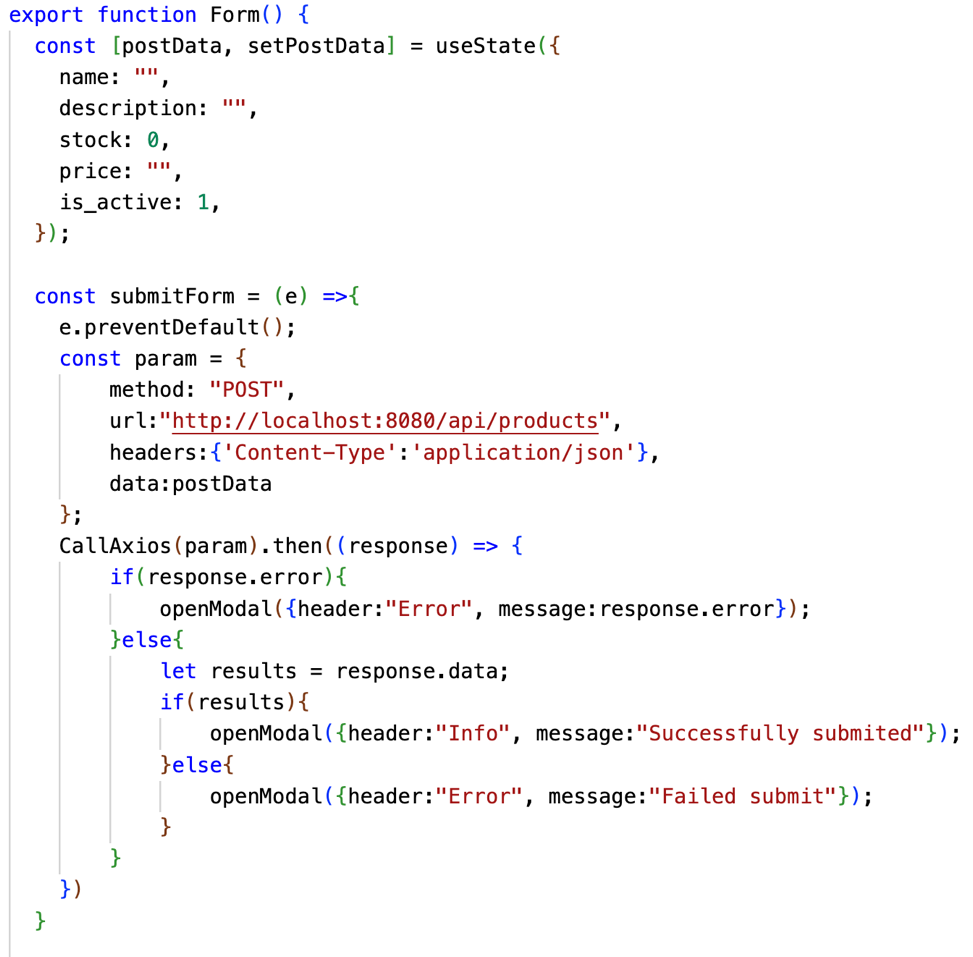 export function Form() {
  const [postData, setPostData] = useState({
    name: "",
    description: "",
    stock: 0,
    price: "",
    is_active: 1,
  });

  const submitForm = (e) =>{
    e.preventDefault();
    const param = {
        method: "POST",
        url:"http://localhost:8080/api/products",
        headers:{'Content-Type':'application/json'},
        data:postData
    };
    CallAxios(param).then((response) => {
        if(response.error){
            openModal({header:"Error", message:response.error});
        }else{
            let results = response.data;
            if(results){
                openModal({header:"Info", message:"Successfully submited"});
            }else{
                openModal({header:"Error", message:"Failed submit"});
            }
        }
    })
  }